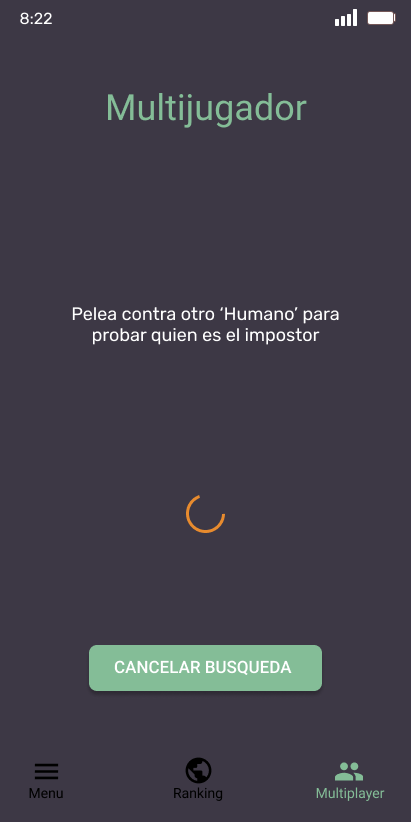 8:22
Multijugador
Pelea contra otro ‘Humano’ para
probar quien es el impostor
CANCELAR BUSQUEDA
Menu
Ranking
Multiplayer